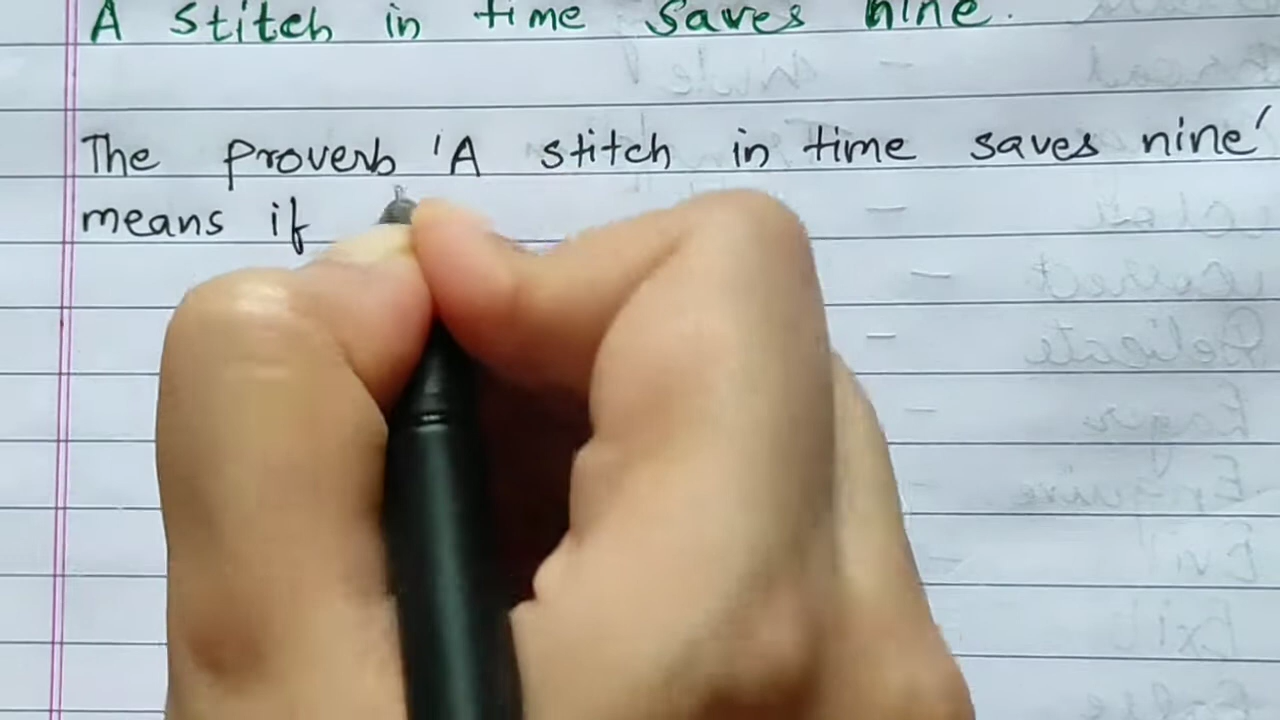 A stitch in time saves nine.
The proverb 'A stitch in time saves nine'
means if